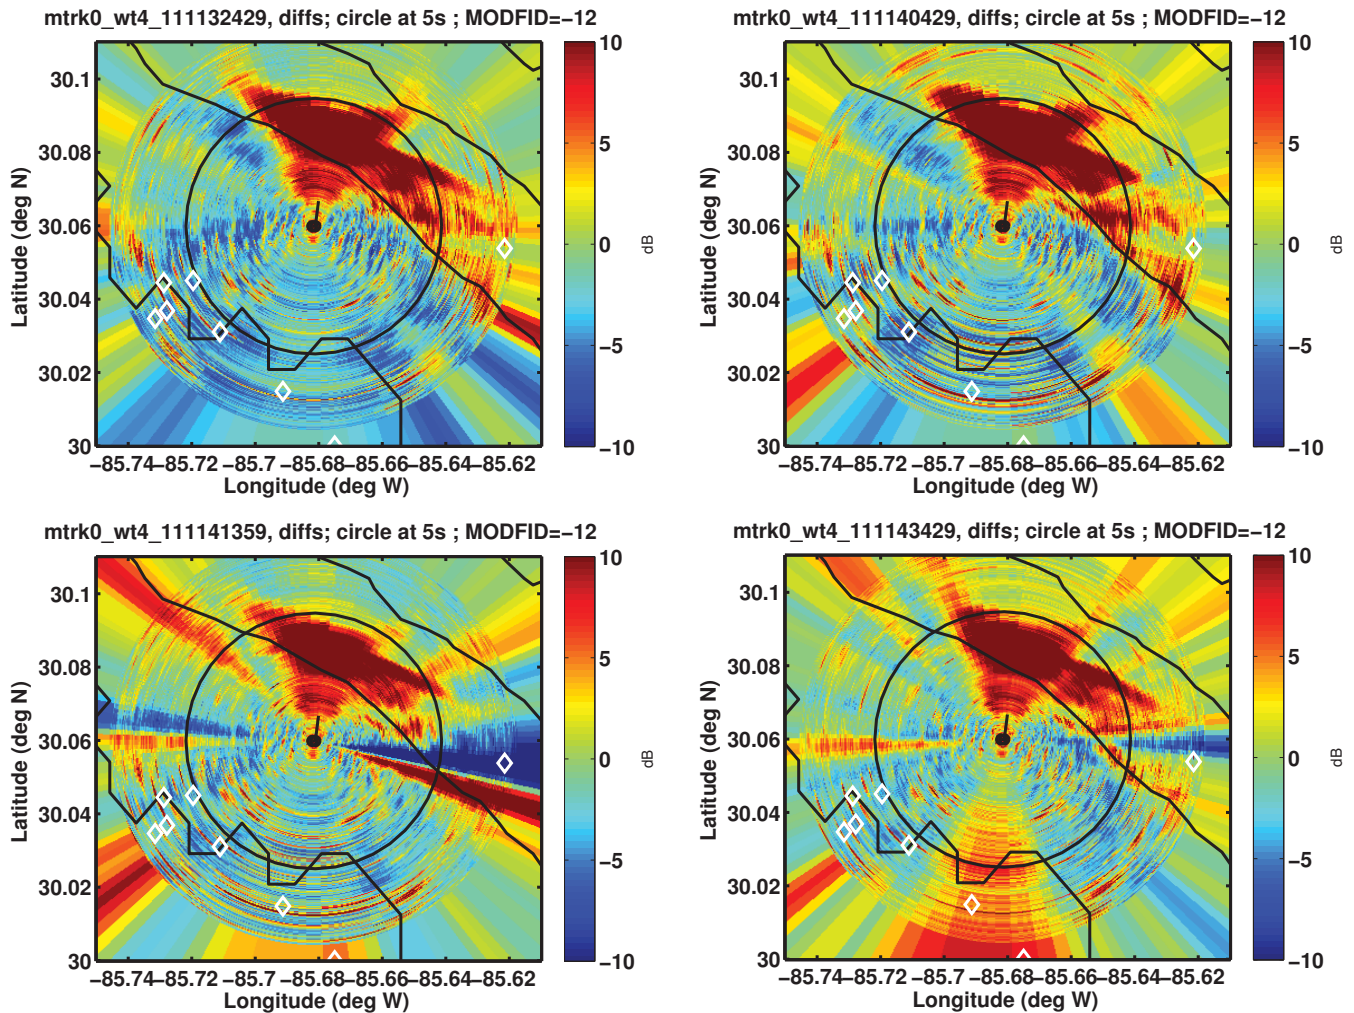 mtrk0_wt4_111132429, diffs; circle at 5s ; MODFID=−12
Latitude (deg N)
30.1
30.08
30.06
30.04
30.02
30
−85.74 −85.72 −85.7 −85.68 −85.66 −85.64 −85.62
Longitude (deg W)
10
5
0
−5
−10
dB
mtrk0_wt4_111140429, diffs; circle at 5s ; MODFID=−12
Latitude (deg N)
30.1
30.08
30.06
30.04
30.02
30
−85.74 −85.72 −85.7 −85.68 −85.66 −85.64 −85.62
Longitude (deg W)
10
5
0
−5
−10
dB
mtrk0_wt4_111141359, diffs; circle at 5s ; MODFID=−12
Latitude (deg N)
30.1
30.08
30.06
30.04
30.02
30
−85.74 −85.72 −85.7 −85.68 −85.66 −85.64 −85.62
Longitude (deg W)
10
5
0
−5
−10
dB
mtrk0_wt4_111143429, diffs; circle at 5s ; MODFID=−12
Latitude (deg N)
30.1
30.08
30.06
30.04
30.02
30
−85.74 −85.72 −85.7 −85.68 −85.66 −85.64 −85.62
Longitude (deg W)
10
5
0
−5
−10
dB